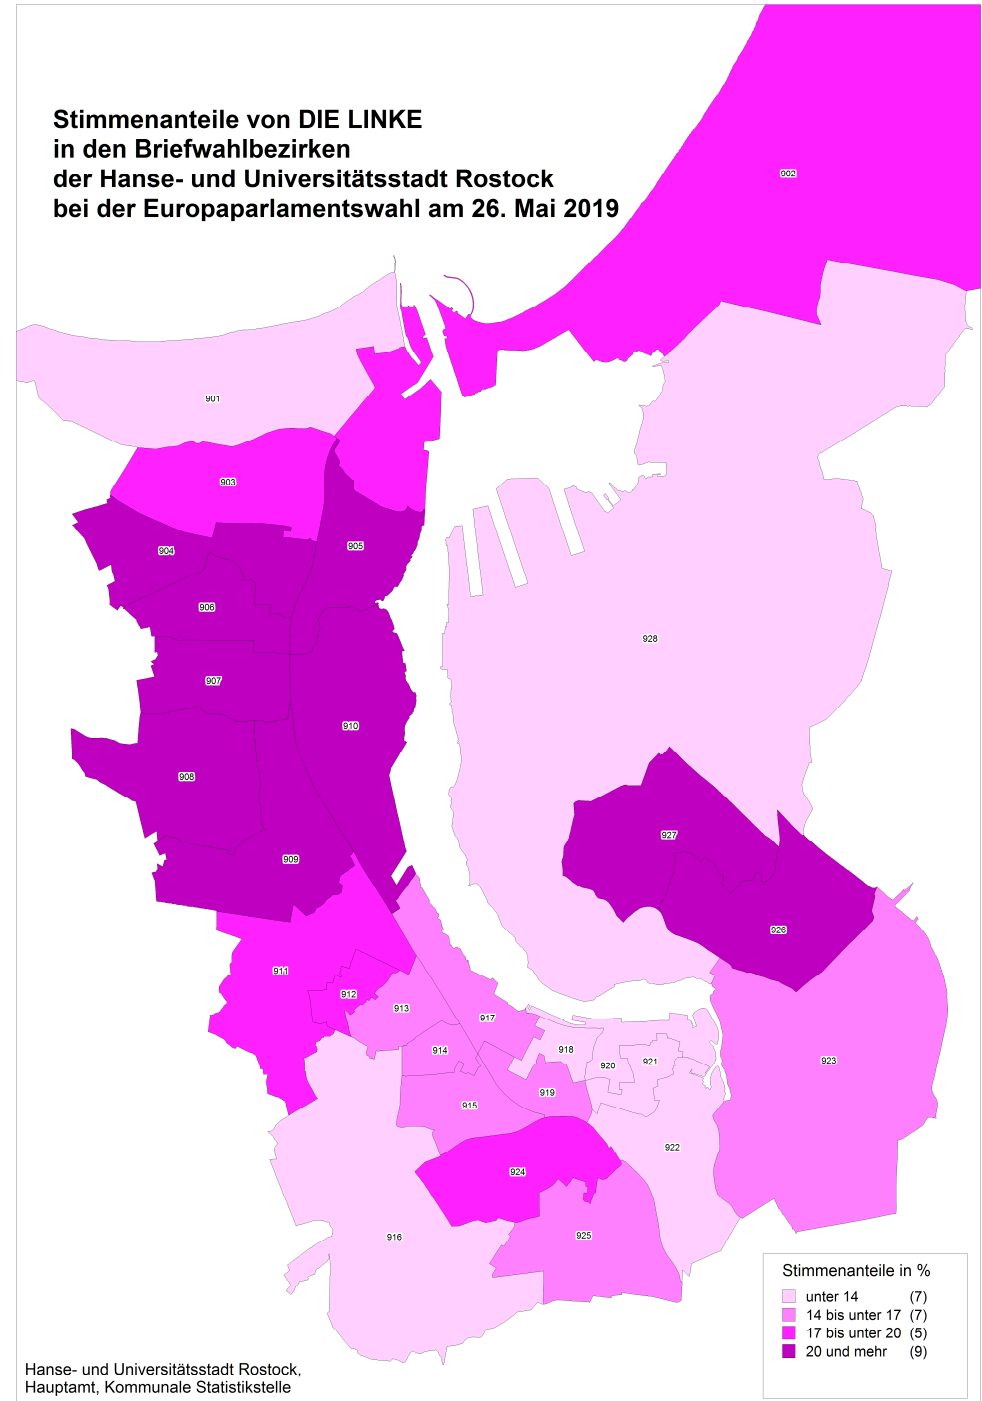 Stimmenanteile von DIE LINKE
in den Briefwahlbezirken
der Hanse- und Universitätsstadt Rostock
bei der Europaparlamentswahl am 26. Mai 2019
902
901
903
904
905
906
928
907
910
908
927
909
926
911
912
913
917
914
918
921
920
923
919
915
922
924
916
925
Stimmenanteile in %
unter 14 (7)
14 bis unter 17 (7)
17 bis unter 20 (5)
20 und mehr (9)
Hanse- und Universitätsstadt Rostock,
Hauptamt, Kommunale Statistikstelle